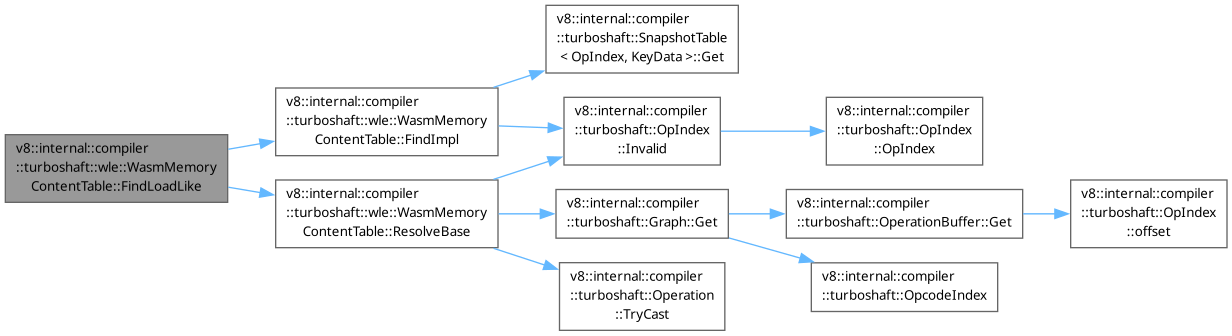 v8::internal::compiler
::turboshaft::wle::WasmMemory
ContentTable::FindLoadLike
v8::internal::compiler
::turboshaft::wle::WasmMemory
ContentTable::FindImpl
v8::internal::compiler
::turboshaft::SnapshotTable
< OpIndex, KeyData >::Get
v8::internal::compiler
::turboshaft::OpIndex
::Invalid
v8::internal::compiler
::turboshaft::OpIndex
::OpIndex
v8::internal::compiler
::turboshaft::wle::WasmMemory
ContentTable::ResolveBase
v8::internal::compiler
::turboshaft::Graph::Get
v8::internal::compiler
::turboshaft::OperationBuffer::Get
v8::internal::compiler
::turboshaft::OpIndex
::offset
v8::internal::compiler
::turboshaft::OpcodeIndex
v8::internal::compiler
::turboshaft::Operation
::TryCast